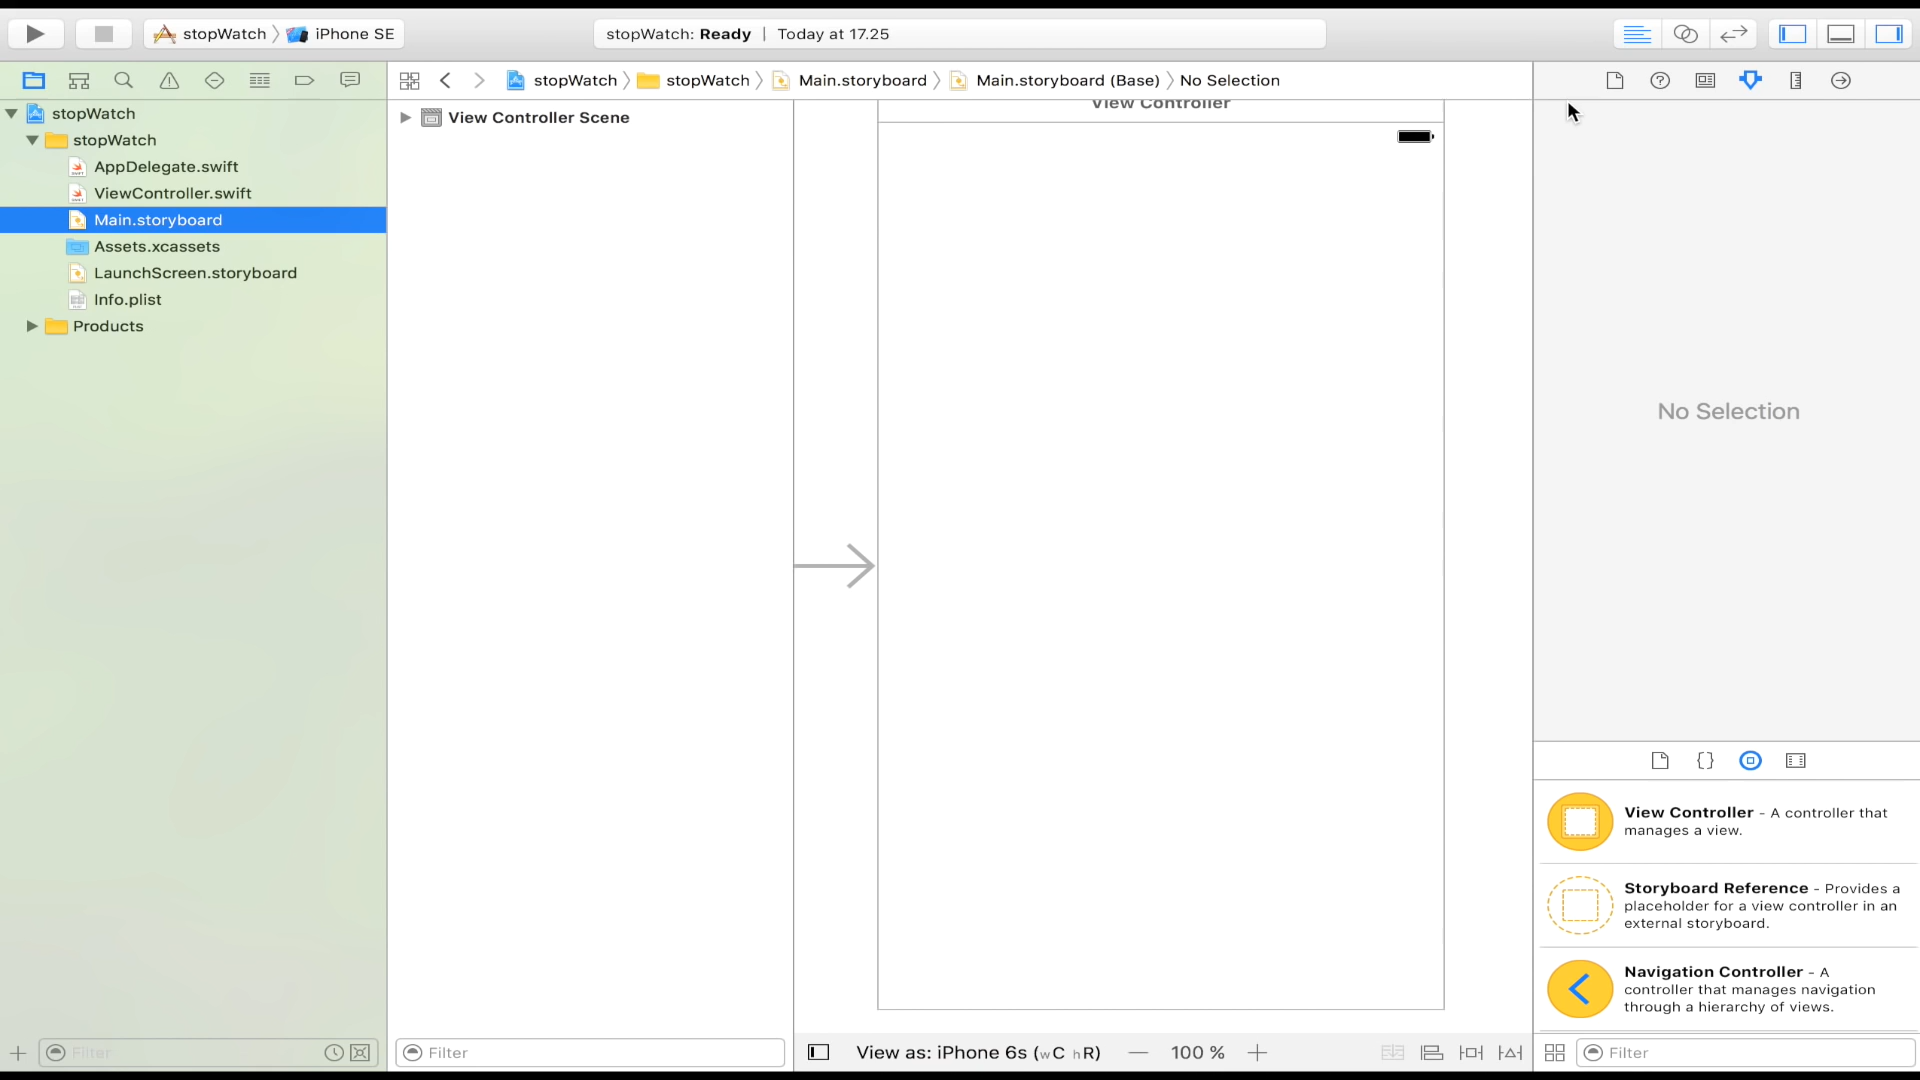 stopWatch iPhone SE
stopWatch: Ready | Today at 17.25
stopWatch stopWatch Main.storyboard Main.storyboard (Base) No Selection
stopWatch
stopWatch
AppDelegate.swift
ViewController.swift
Main.storyboard
Assets.xcassets
LaunchScreen.storyboard
Info.plist
Products
Filter
View Controller Scene
Filter
View Controller
View as: iPhone 6s (wC hR) — 100 % +
No Selection
View Controller - A controller that
manages a view.
Storyboard Reference - Provides a
placeholder for a view controller in an
external storyboard.
Navigation Controller - A
controller that manages navigation
through a hierarchy of views.
Filter